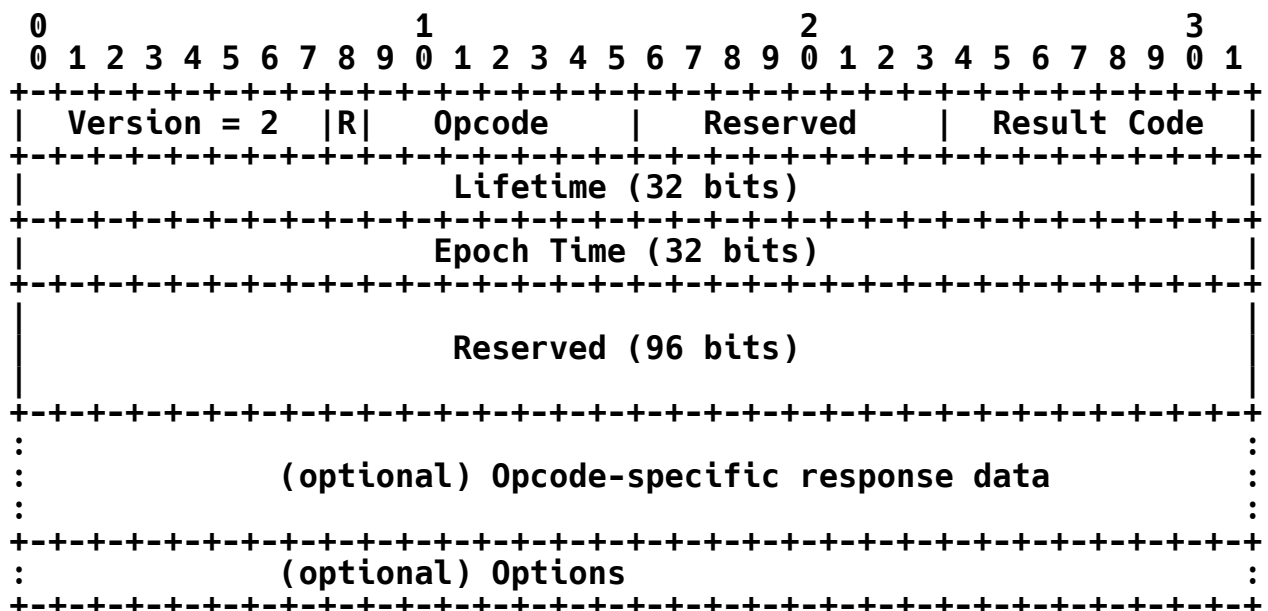 0                   1                   2                   3
 0 1 2 3 4 5 6 7 8 9 0 1 2 3 4 5 6 7 8 9 0 1 2 3 4 5 6 7 8 9 0 1
+-+-+-+-+-+-+-+-+-+-+-+-+-+-+-+-+-+-+-+-+-+-+-+-+-+-+-+-+-+-+-+-+
|  Version = 2  |R|   Opcode    |   Reserved    |  Result Code  |
+-+-+-+-+-+-+-+-+-+-+-+-+-+-+-+-+-+-+-+-+-+-+-+-+-+-+-+-+-+-+-+-+
|                      Lifetime (32 bits)                       |
+-+-+-+-+-+-+-+-+-+-+-+-+-+-+-+-+-+-+-+-+-+-+-+-+-+-+-+-+-+-+-+-+
|                     Epoch Time (32 bits)                      |
+-+-+-+-+-+-+-+-+-+-+-+-+-+-+-+-+-+-+-+-+-+-+-+-+-+-+-+-+-+-+-+-+
|                                                               |
|                      Reserved (96 bits)                       |
|                                                               |
+-+-+-+-+-+-+-+-+-+-+-+-+-+-+-+-+-+-+-+-+-+-+-+-+-+-+-+-+-+-+-+-+
:                                                               :
:             (optional) Opcode-specific response data          :
:                                                               :
+-+-+-+-+-+-+-+-+-+-+-+-+-+-+-+-+-+-+-+-+-+-+-+-+-+-+-+-+-+-+-+-+
:             (optional) Options                                :
+-+-+-+-+-+-+-+-+-+-+-+-+-+-+-+-+-+-+-+-+-+-+-+-+-+-+-+-+-+-+-+-+